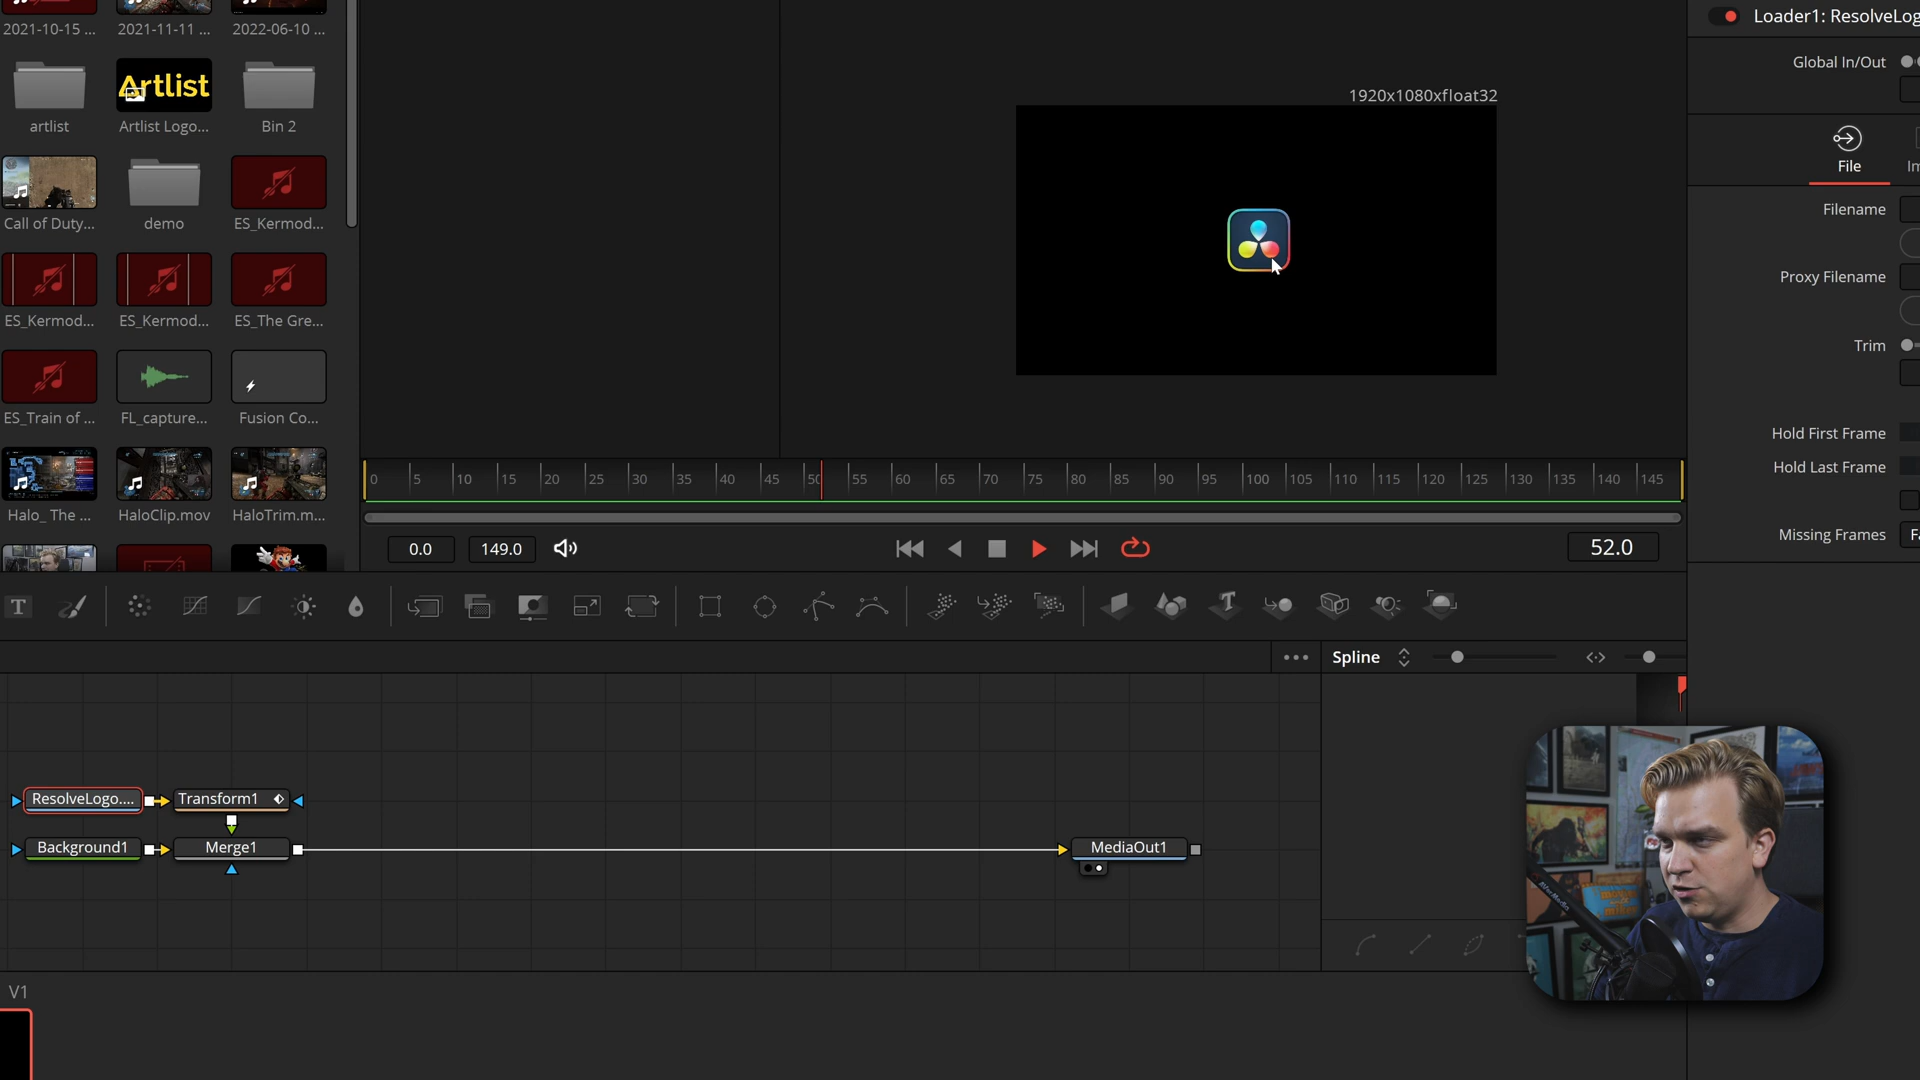 2021-10-15 ...
2021-11-11 ...
2022-06-10 ...
Artlist
artlist
Artlist Logo...
Bin 2
Call of Duty...
demo
ES_Kermod...
ES_Kermod...
ES_Kermod...
ES_The Gre...
ES_Train of ...
FL_capture...
Fusion Co...
Halo_ The ...
HaloClip.mov
HaloTrim.m...
1920x1080xfloat32
0 5 10 15 20 25 30 35 40 45 50 55 60 65 70 75 80 85 90 95 100 105 110 115 120 125 130 135 140 145
0.0
149.0
52.0
T
Spline
ResolveLogo....
Transform1
Background1
Merge1
MediaOut1
V1
Loader1: ResolveLog
Global In/Out
File
Im
Filename
Proxy Filename
Trim
Hold First Frame
Hold Last Frame
Missing Frames
Fa
AVerMedia